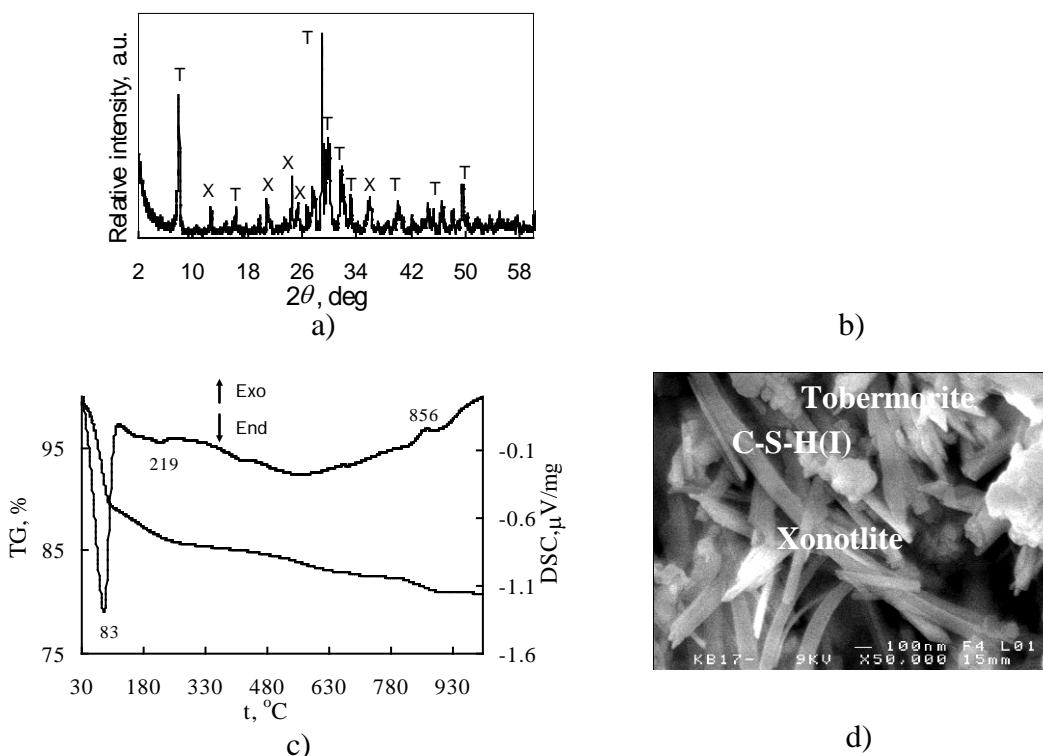 Relative intensity, a.u.
T
T
X
T
X
X
X
T
T
T
X
T
T
T
2 10 18 26 34 42 50 58
2θ, deg
a)
b)
Exo
End
219
856
83
95
85
75
TG, %
-0.1
-0.6
-1.1
-1.6
DSC,μV/mg
30 180 330 480 630 780 930
t, °C
c)
Tobermorite
C-S-H(I)
Xonotlite
100nm F4 L01
KB17- 9KV X50,000 15mm
d)